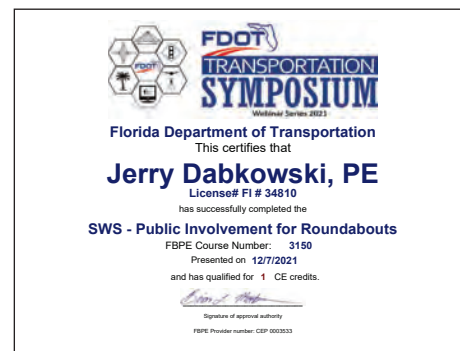 FDOT
FDOT
TRANSPORTATION
SYMPOSIUM
Webinar Series 2021
Florida Department of Transportation
This certifies that
Jerry Dabkowski, PE
License# Fl # 34810
has successfully completed the
SWS - Public Involvement for Roundabouts
FBPE Course Number: 3150
Presented on 12/7/2021
and has qualified for 1 CE credits.
Signature of approval authority
FBPE Provider number: CEP 0003533